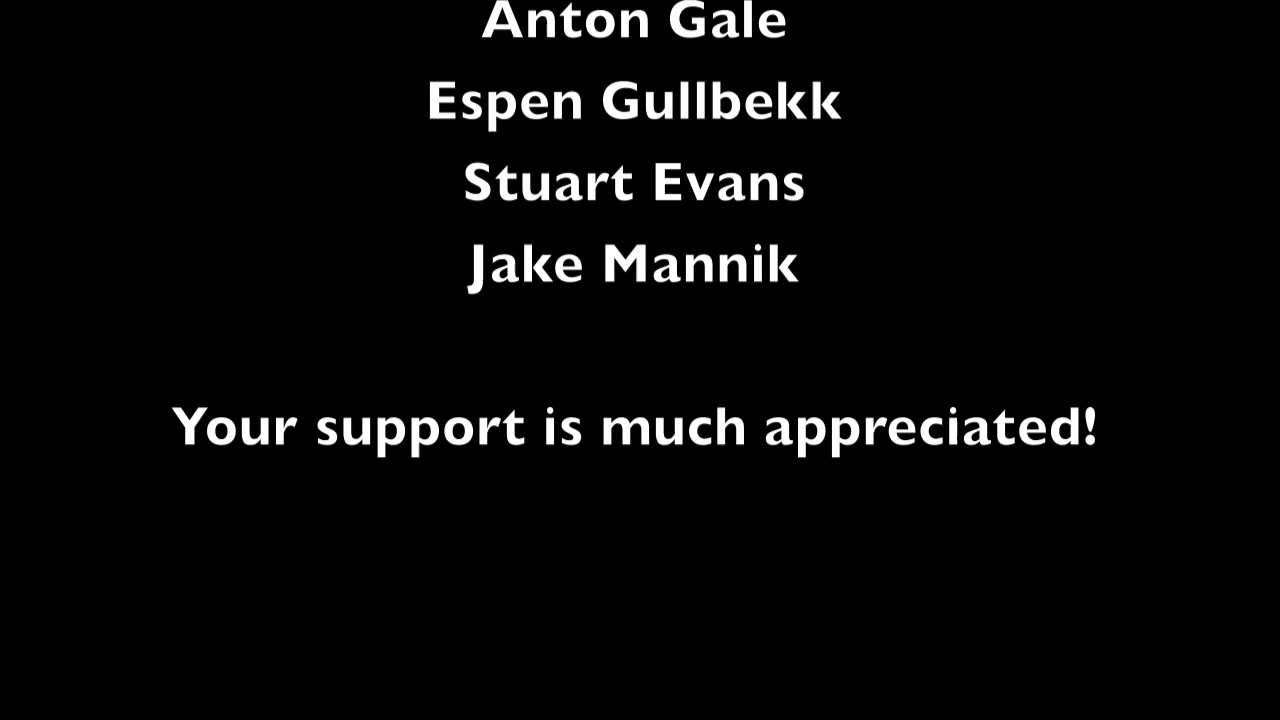 Anton Gale
Espen Gullbekk
Stuart Evans
Jake Mannik
Your support is much appreciated!